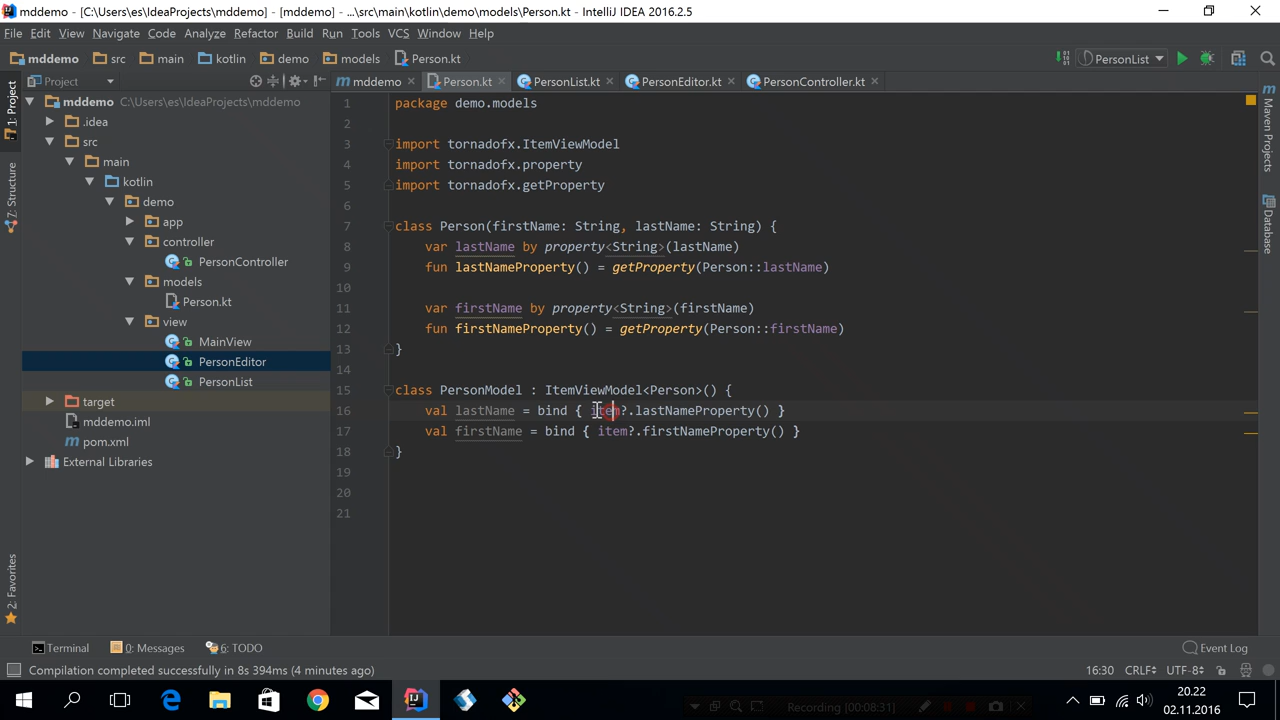 mddemo - [C:\Users\es\IdeaProjects\mddemo] - [mddemo] - ...\src\main\kotlin\demo\models\Person.kt - IntelliJ IDEA 2016.2.5
File Edit View Navigate Code Analyze Refactor Build Run Tools VCS Window Help
mddemo src main kotlin demo models Person.kt PersonList
Project
mddemo Person.kt PersonList.kt PersonEditor.kt PersonController.kt
1: Project
7: Structure
2: Favorites
mddemo C:\Users\es\IdeaProjects\mddemo
.idea
src
main
kotlin
demo
app
controller
PersonController
models
Person.kt
view
MainView
PersonEditor
PersonList
target
mddemo.iml
pom.xml
External Libraries
1 package demo.models
2
3 import tornadofx.ItemViewModel
4 import tornadofx.property
5 import tornadofx.getProperty
6
7 class Person(firstName: String, lastName: String) {
8 var lastName by property<String>(lastName)
9 fun lastNameProperty() = getProperty(Person::lastName)
10
11 var firstName by property<String>(firstName)
12 fun firstNameProperty() = getProperty(Person::firstName)
13 }
14
15 class PersonModel : ItemViewModel<Person>() {
16 val lastName = bind { item?.lastNameProperty() }
17 val firstName = bind { item?.firstNameProperty() }
18 }
19
20
21
Maven Projects
Database
Terminal 0: Messages 6: TODO Event Log
Compilation completed successfully in 8s 394ms (4 minutes ago) 16:30 CRLF UTF-8
Recording [00:08:31]
20.22
02.11.2016